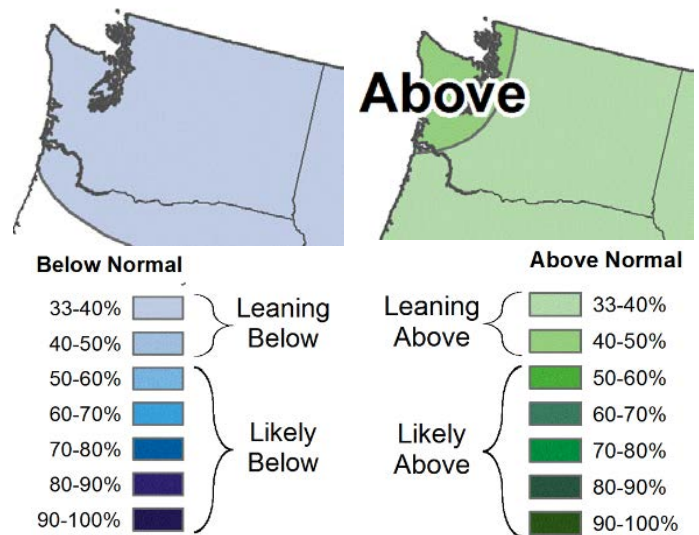 Above
Below Normal
33-40%
40-50%
50-60%
60-70%
70-80%
80-90%
90-100%
Leaning
Below
Likely
Below
Above Normal
Leaning
Above
Likely
Above
33-40%
40-50%
50-60%
60-70%
70-80%
80-90%
90-100%